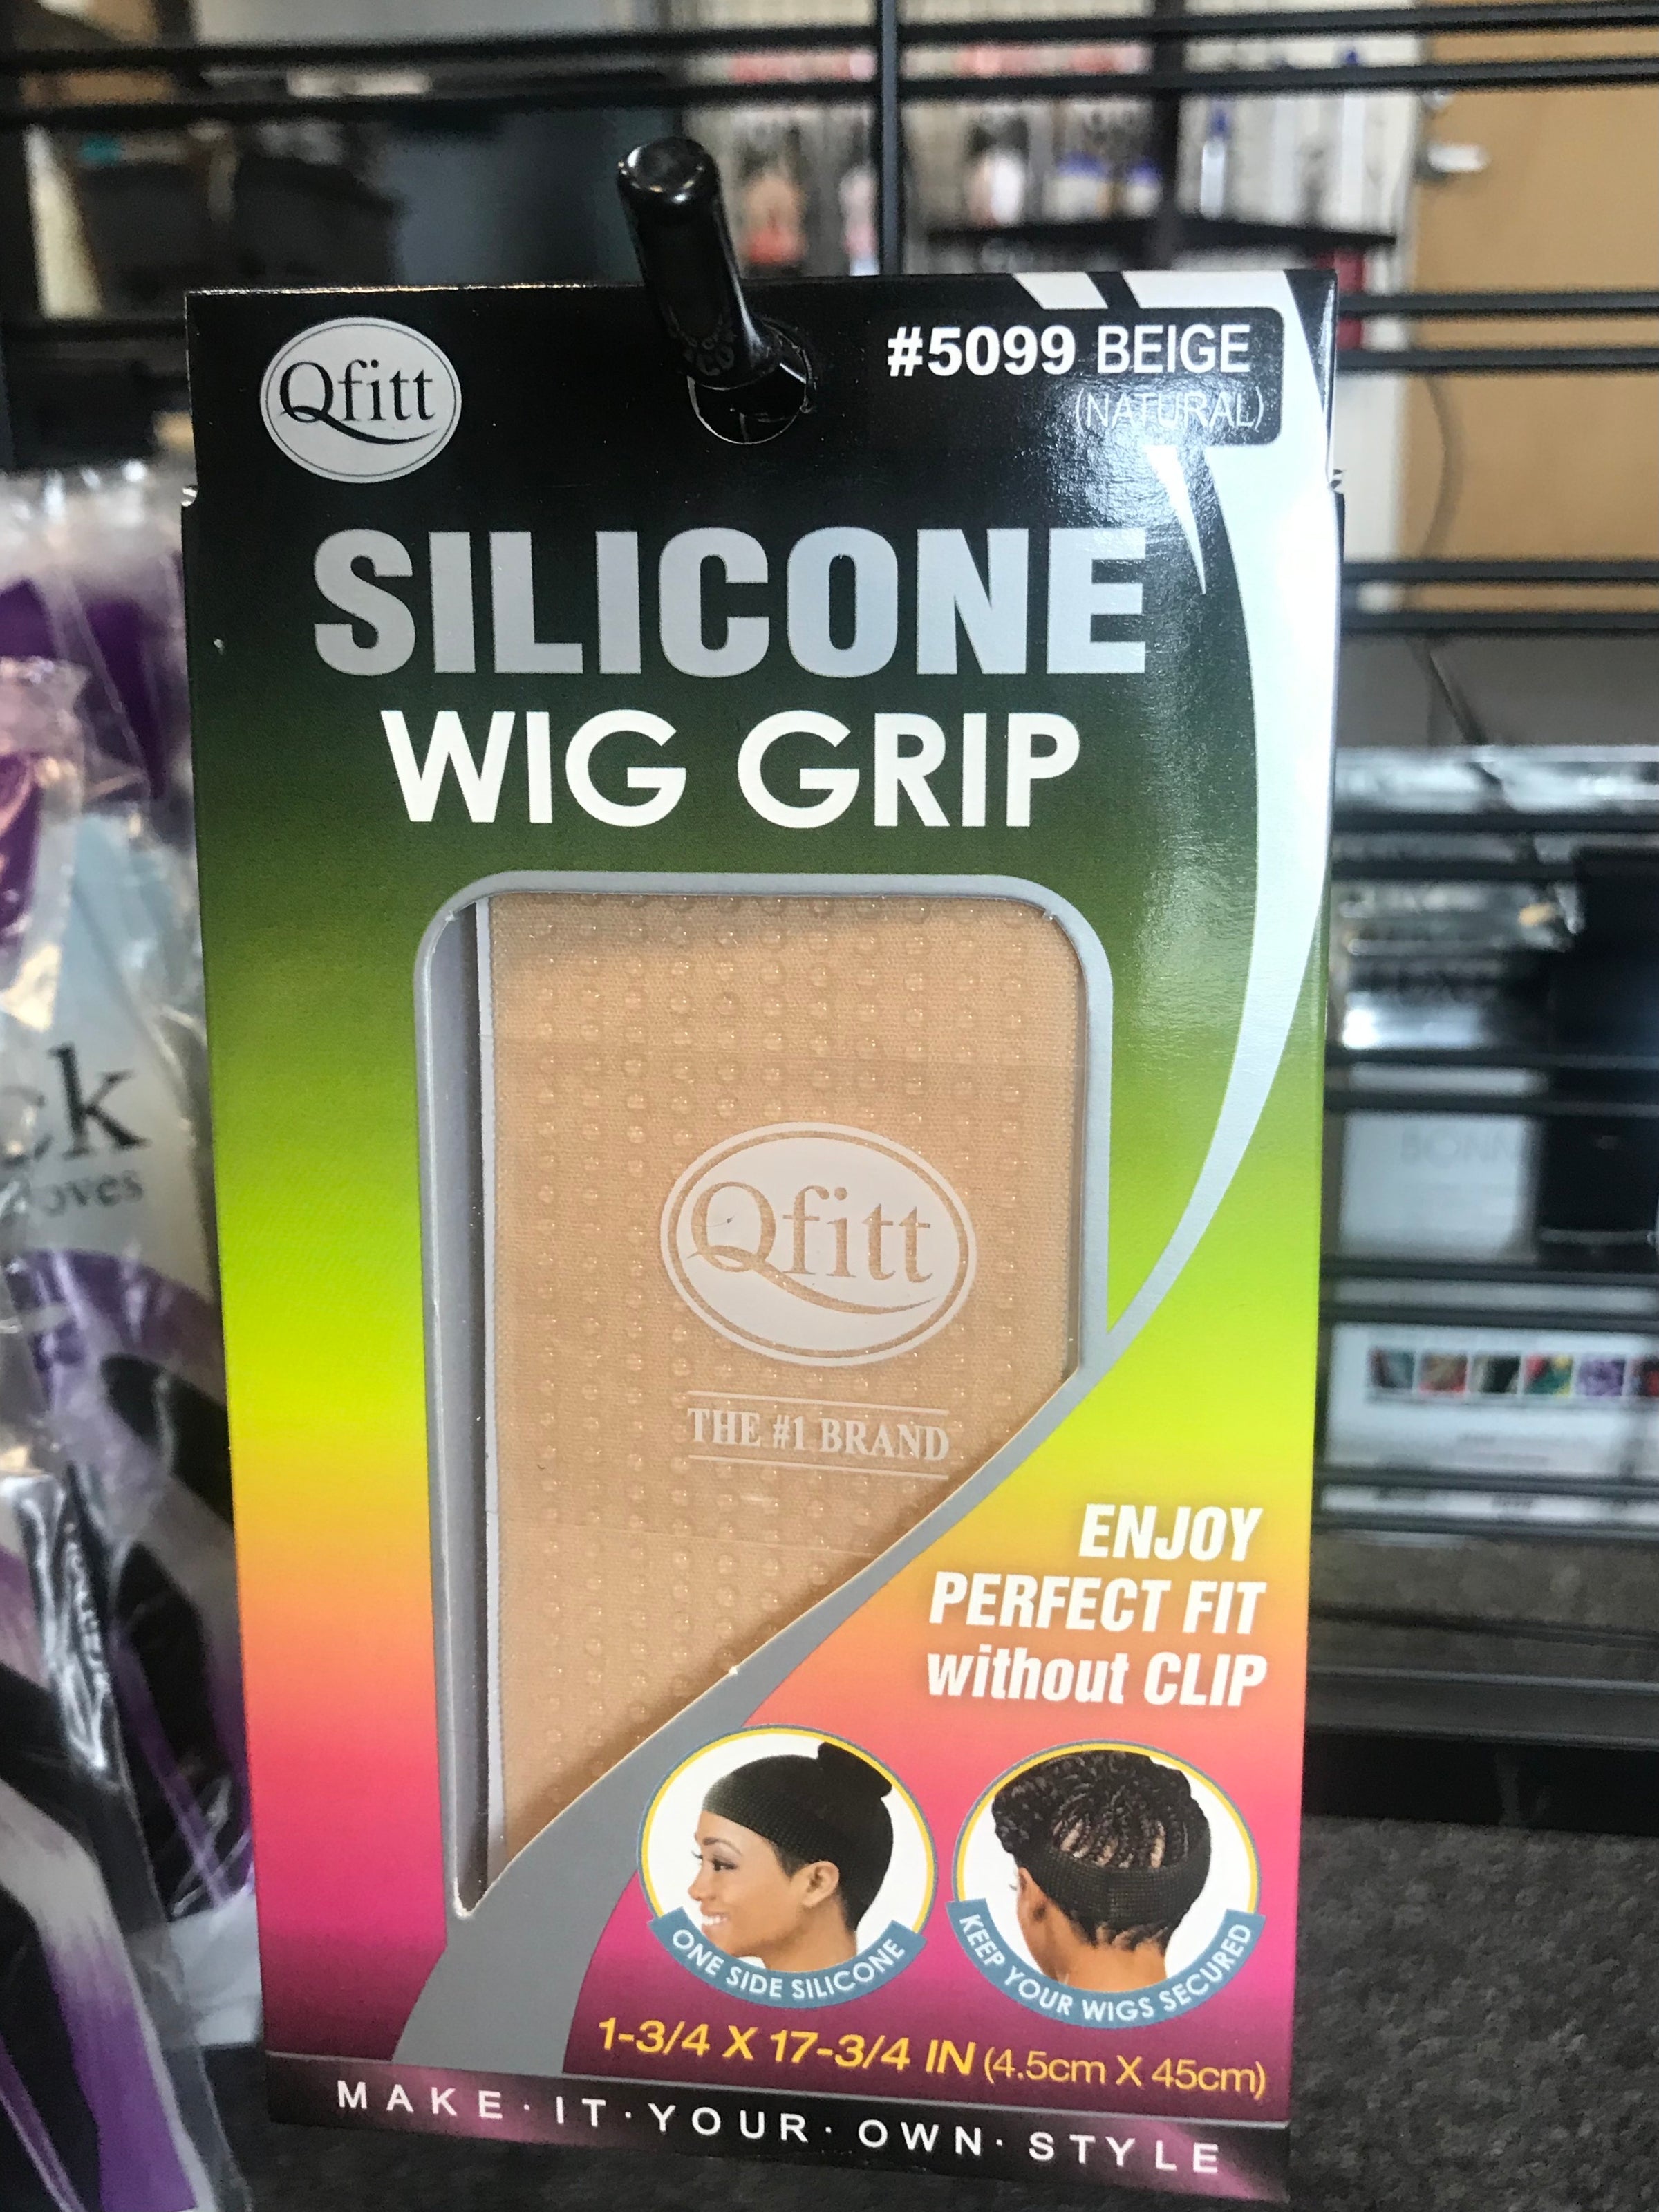 Qfitt
#5099 BEIGE
(NATURAL)
SILICONE
WIG GRIP
Qfitt
THE #1 BRAND
ENJOY
PERFECT FIT
without CLIP
ONE SIDE SILICONE
KEEP YOUR WIGS SECURED
1-3/4 X 17-3/4 IN (4.5cm X 45cm)
MAKE·IT·YOUR·OWN·STYLE
ck
oves